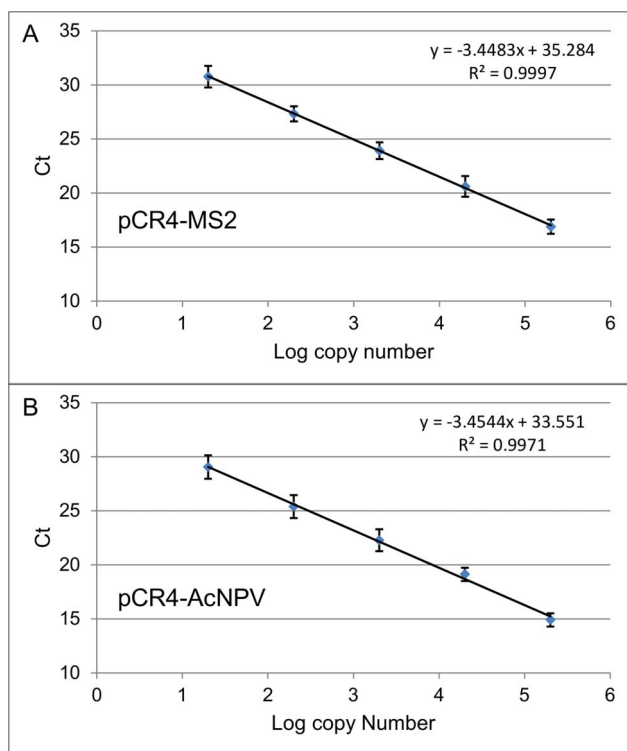 A
35
y = -3.4483x + 35.284
R² = 0.9997
30
25
Ct
20
pCR4-MS2
15
10
0 1 2 3 4 5 6
Log copy number
B
35
y = -3.4544x + 33.551
R² = 0.9971
30
25
Ct
20
pCR4-AcNPV
15
10
0 1 2 3 4 5 6
Log copy Number